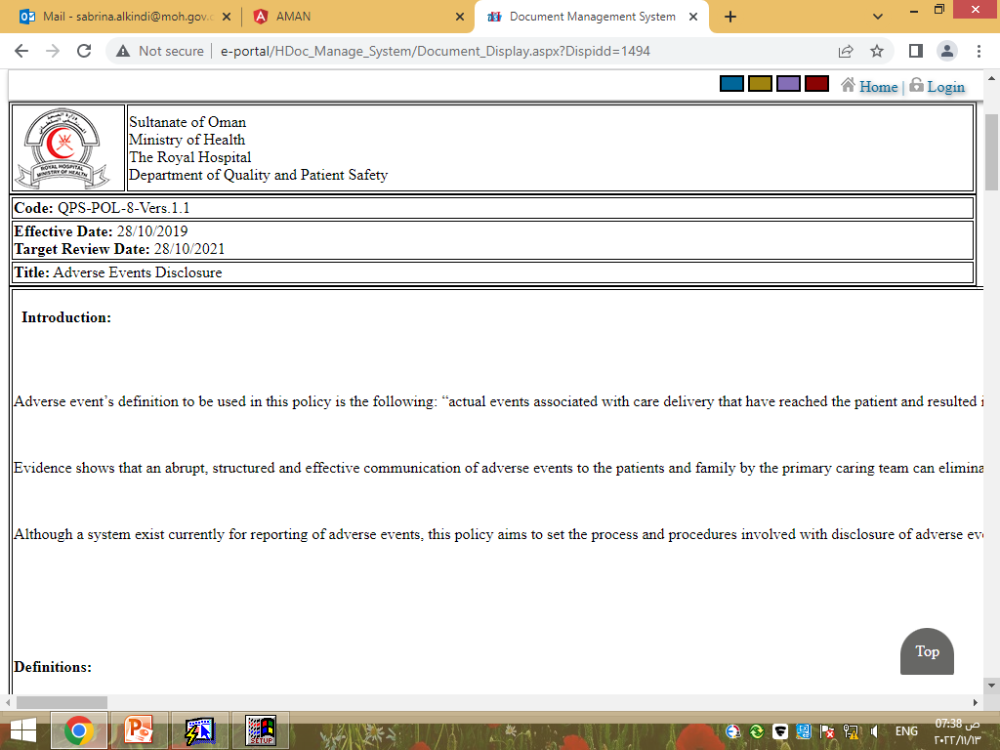 Mail - sabrina.alkindi@moh.gov.
AMAN
Document Management System
Not secure | e-portal/HDoc_Manage_System/Document_Display.aspx?Dispidd=1494
Home | Login
ROYAL HOSPITAL
MINISTRY OF HEALTH
Sultanate of Oman
Ministry of Health
The Royal Hospital
Department of Quality and Patient Safety
Code: QPS-POL-8-Vers.1.1
Effective Date: 28/10/2019
Target Review Date: 28/10/2021
Title: Adverse Events Disclosure
Introduction:
Adverse event’s definition to be used in this policy is the following: “actual events associated with care delivery that have reached the patient and resulted i
Evidence shows that an abrupt, structured and effective communication of adverse events to the patients and family by the primary caring team can elimina
Although a system exist currently for reporting of adverse events, this policy aims to set the process and procedures involved with disclosure of adverse ev
Top
Definitions:
SETUP
ENG
07:38 ص
٢٠٢٢/١١/١٣